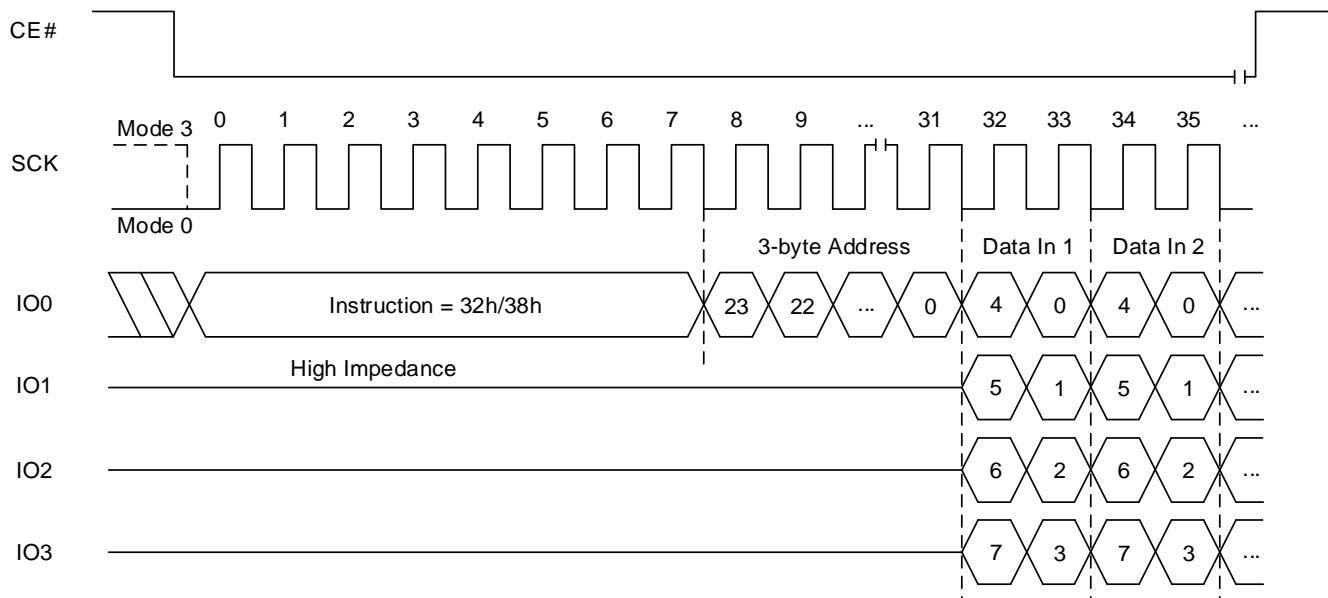 CE#
Mode 3
0 1 2 3 4 5 6 7 8 9 ... 31 32 33 34 35 ...
SCK
Mode 0
3-byte Address Data In 1 Data In 2
IO0 Instruction = 32h/38h 23 22 ... 0 4 0 4 0 ...
High Impedance
IO1 5 1 5 1 ...
IO2 6 2 6 2 ...
IO3 7 3 7 3 ...